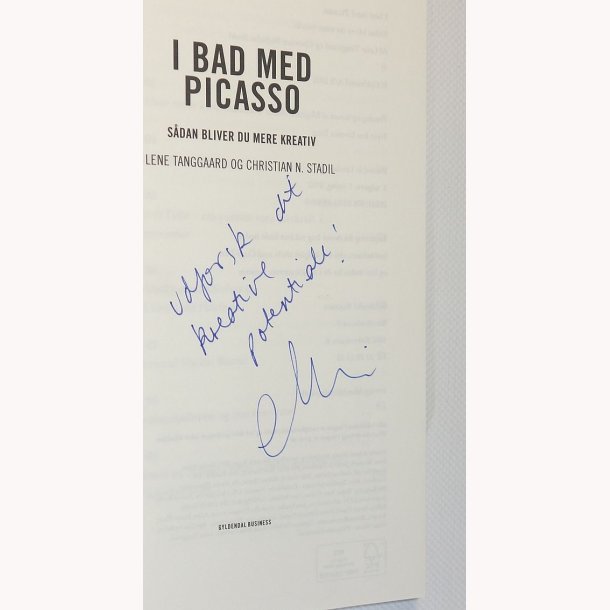 I BAD MED
PICASSO
SÅDAN BLIVER DU MERE KREATIV
LENE TANGGAARD OG CHRISTIAN N. STADIL
udforsk dit
kreative
potentiale!
GYLDENDAL BUSINESS